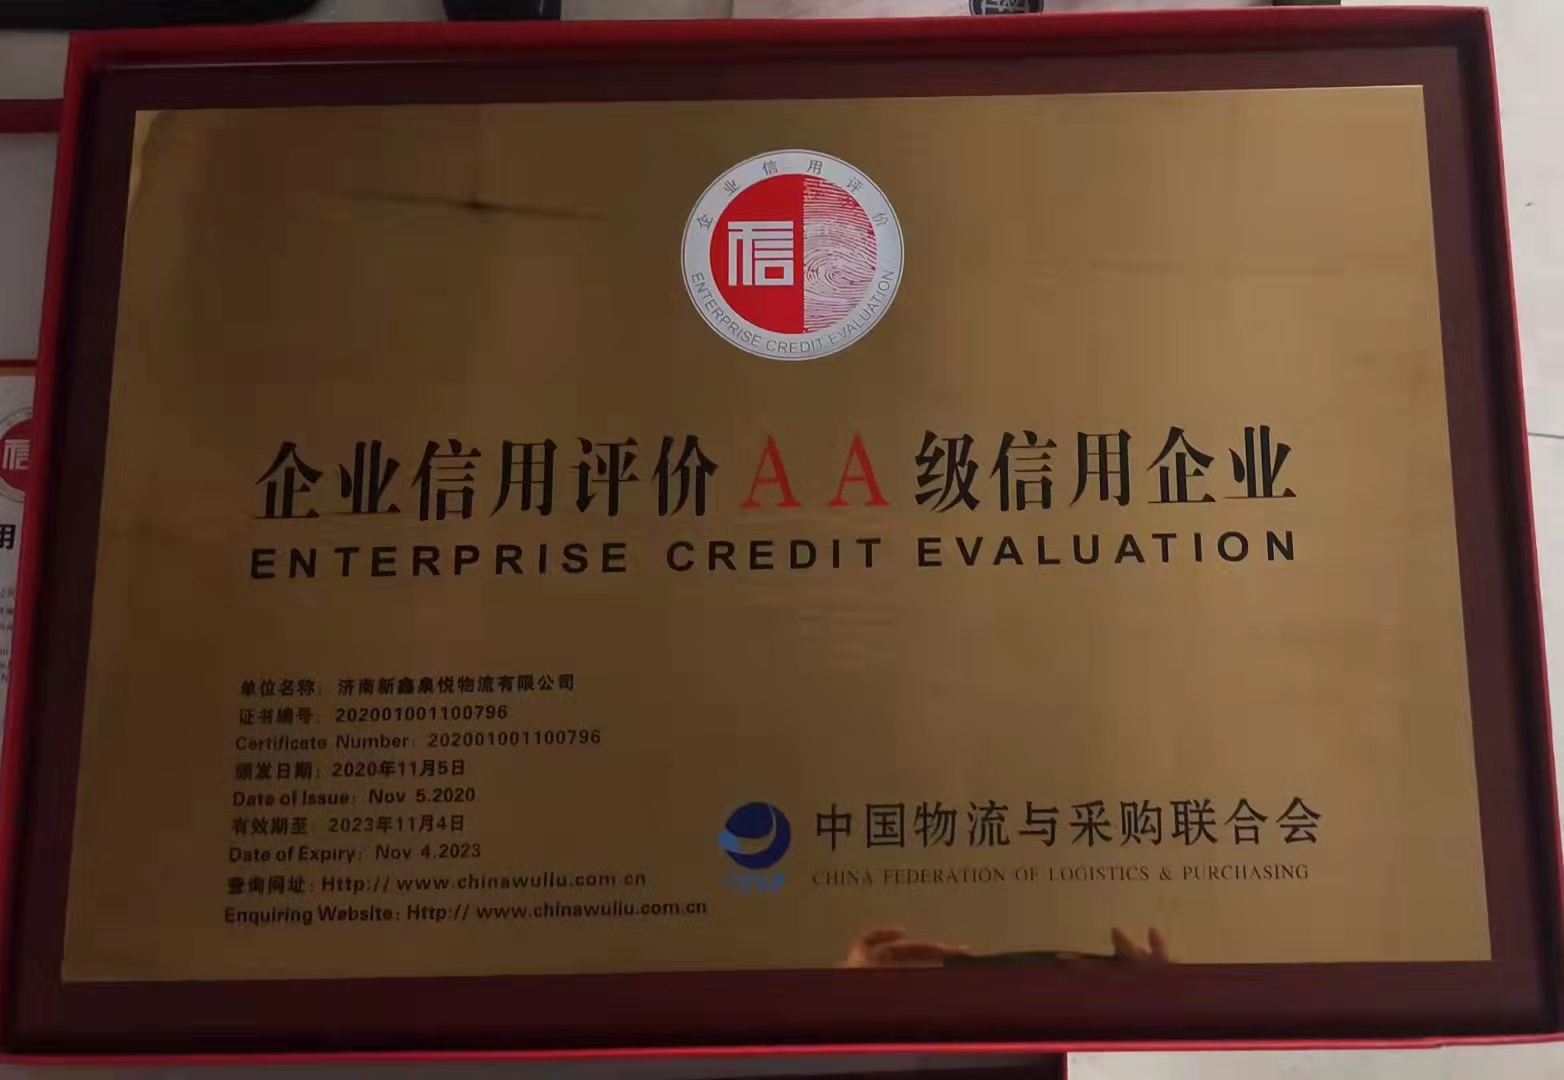 企业信用评价
信
ENTERPRISE CREDIT EVALUATION
企业信用评价AA级信用企业
ENTERPRISE CREDIT EVALUATION
单位名称：济南新鑫泉悦物流有限公司
证书编号：202001001100796
Certificate Number: 202001001100796
颁发日期：2020年11月5日
Date of Issue: Nov 5.2020
有效期至：2023年11月4日
Date of Expiry: Nov 4.2023
查询网址：Http:// www.chinawuliu.com.cn
Enquiring Website: Http:// www.chinawuliu.com.cn
中国物流与采购联合会
CHINA FEDERATION OF LOGISTICS & PURCHASING
信
用